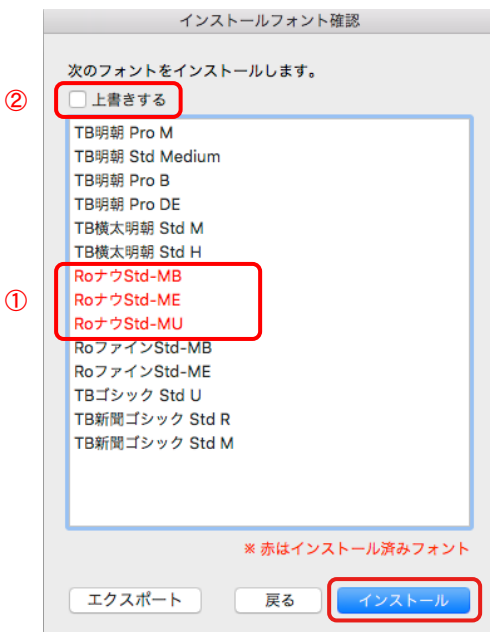 インストールフォント確認
次のフォントをインストールします。
② 上書きする
TB明朝 Pro M
TB明朝 Std Medium
TB明朝 Pro B
TB明朝 Pro DE
TB横太明朝 Std M
TB横太明朝 Std H
RoナウStd-MB
① RoナウStd-ME
RoナウStd-MU
RoファインStd-MB
RoファインStd-ME
TBゴシック Std U
TB新聞ゴシック Std R
TB新聞ゴシック Std M
※ 赤はインストール済みフォント
エクスポート 戻る インストール